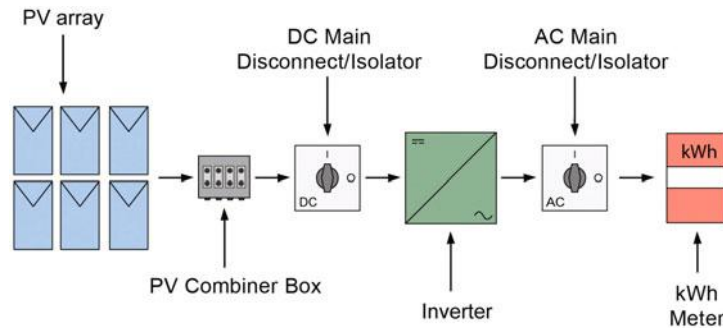 PV array
DC Main
Disconnect/Isolator
AC Main
Disconnect/Isolator
I
O
DC
I
O
AC
kWh
PV Combiner Box
Inverter
kWh
Meter